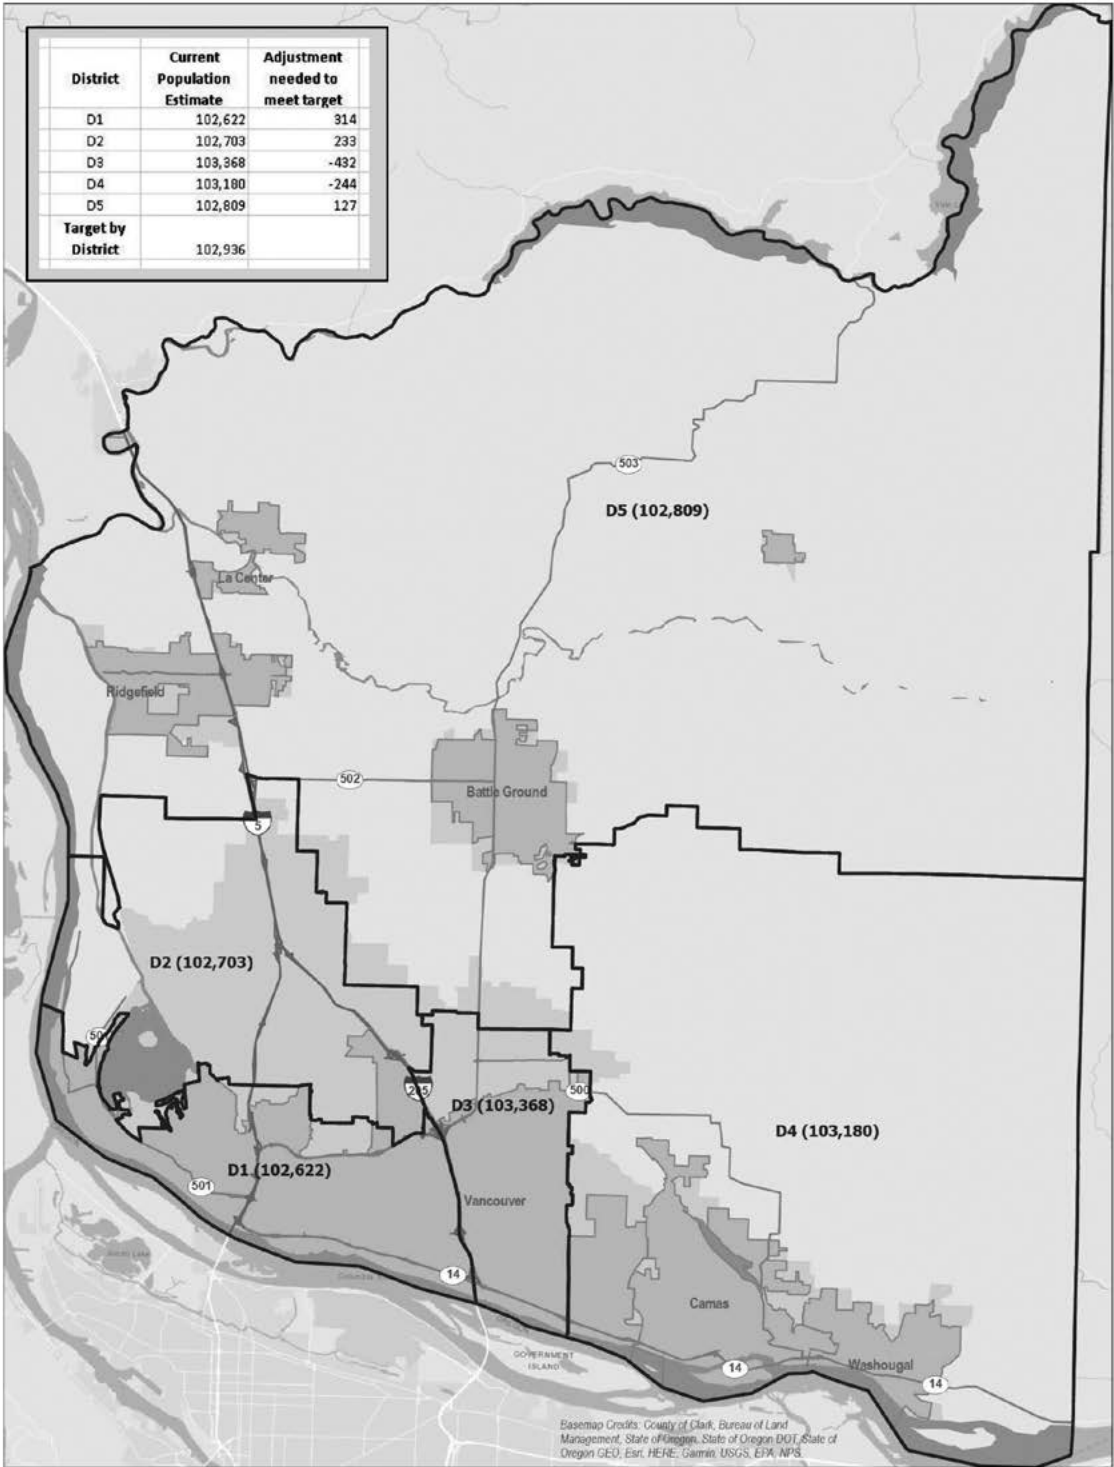 District
Current
Population
Estimate
Adjustment
needed to
meet target
D1 102,622 314
D2 102,703 233
D3 103,368 -432
D4 103,180 -244
D5 102,809 127
Target by
District 102,936
503
D5 (102,809)
La Center
Ridgefield
502
Battle Ground
5
D2 (102,703)
205
500
D3 (103,368)
D4 (103,180)
D1 (102,622)
501
Vancouver
14
Camas
GOVERNMENT
ISLAND
14
Washougal
14
Basemap Credits: County of Clark, Bureau of Land
Management, State of Oregon, State of Oregon DOT, State of
Oregon GEO, Esri, HERE, Garmin, USGS, EPA, NPS